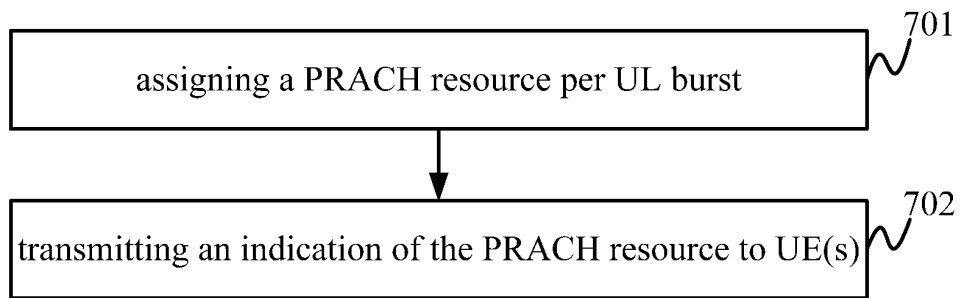 701
assigning a PRACH resource per UL burst
702
transmitting an indication of the PRACH resource to UE(s)